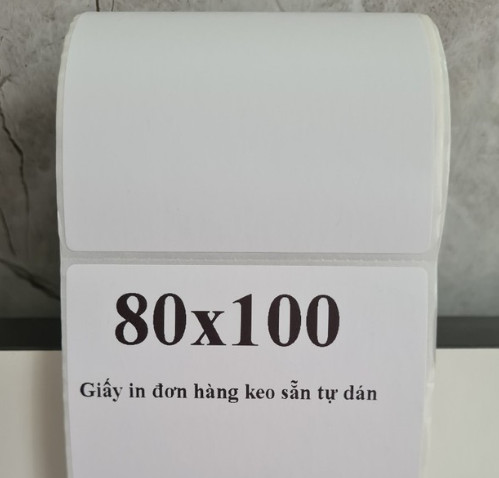 80x100
Giấy in đơn hàng keo sẵn tự dán